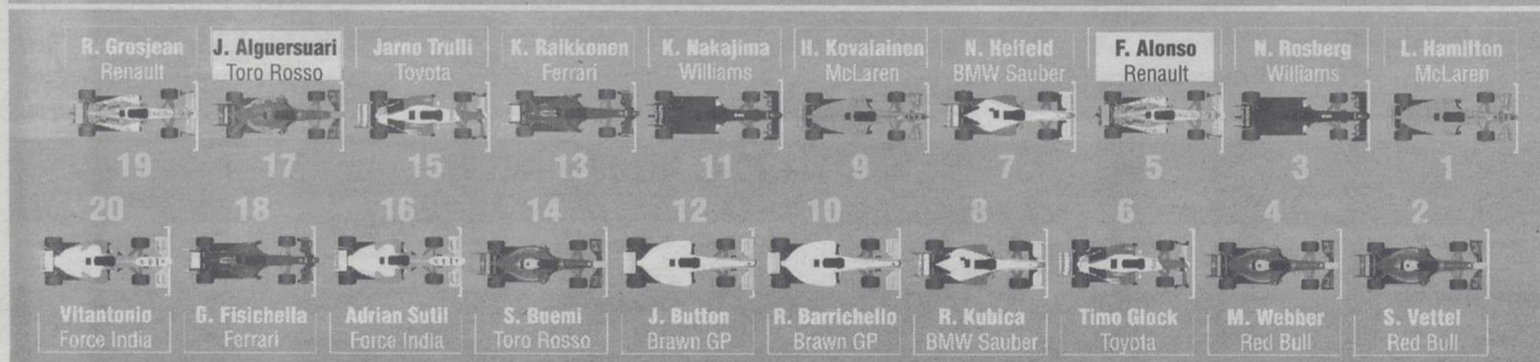 R. Grosjean
Renault
J. Alguersuari
Toro Rosso
Jarno Trulli
Toyota
K. Raikkonen
Ferrari
K. Nakajima
Williams
H. Kovalainen
McLaren
N. Heifeld
BMW Sauber
F. Alonso
Renault
N. Rosberg
Williams
L. Hamilton
McLaren
19 17 15 13 11 9 7 5 3 1
20 18 16 14 12 10 8 6 4 2
Vitantonio
Force India
G. Fisichella
Ferrari
Adrian Sutil
Force India
S. Buemi
Toro Rosso
J. Button
Brawn GP
R. Barrichello
Brawn GP
R. Kubica
BMW Sauber
Timo Glock
Toyota
M. Webber
Red Bull
S. Vettel
Red Bull